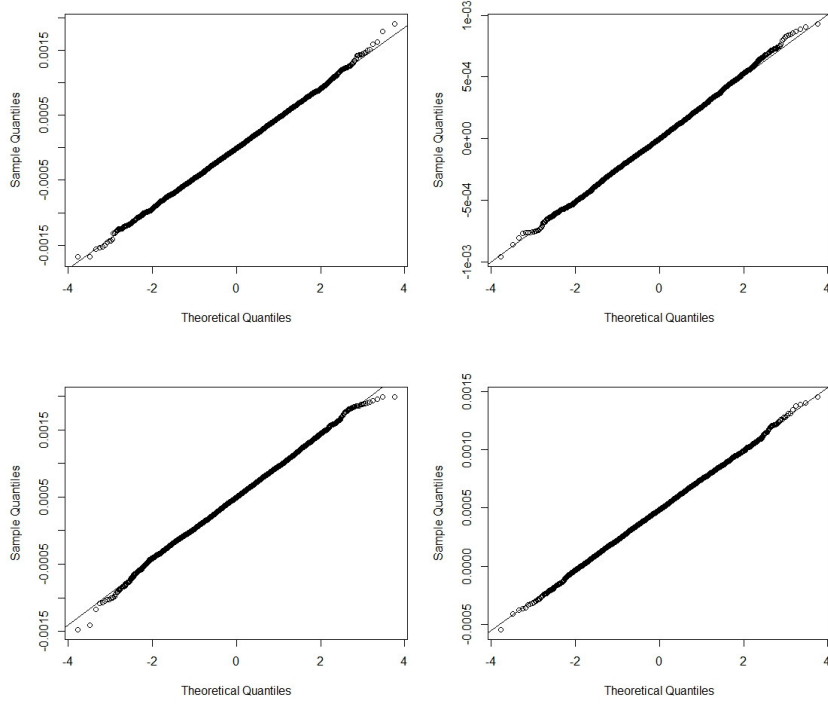 Sample Quantiles
0.0015
0.0005
-0.0005
-0.0015
-4 -2 0 2 4
Theoretical Quantiles
Sample Quantiles
1e-03
5e-04
0e+00
-5e-04
-1e-03
-4 -2 0 2 4
Theoretical Quantiles
Sample Quantiles
0.0015
0.0005
-0.0005
-0.0015
-4 -2 0 2 4
Theoretical Quantiles
Sample Quantiles
0.0015
0.0010
0.0005
0.0000
-0.0005
-4 -2 0 2 4
Theoretical Quantiles